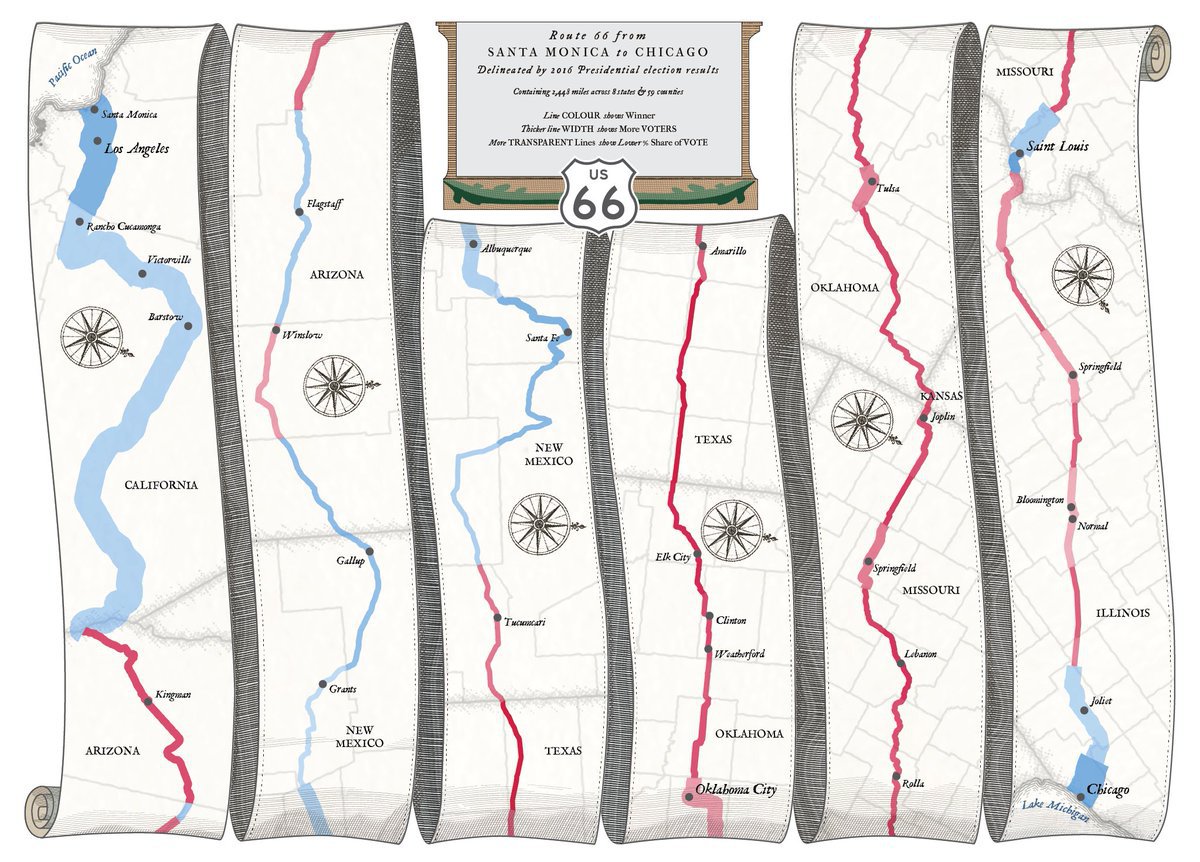 Route 66 from
SANTA MONICA to CHICAGO
Delineated by 2016 Presidential election results
Containing 2,448 miles across 8 states & 59 counties
Line COLOUR shows Winner
Thicker line WIDTH shows More VOTERS
More TRANSPARENT Lines show Lower % Share of VOTE
US
66
Pacific Ocean
Santa Monica
Los Angeles
Rancho Cucamonga
Victorville
Barstow
CALIFORNIA
Kingman
ARIZONA
Flagstaff
ARIZONA
Winslow
Gallup
Grants
NEW
MEXICO
Albuquerque
Santa Fe
NEW
MEXICO
Tucumcari
TEXAS
Amarillo
TEXAS
Elk City
Clinton
Weatherford
OKLAHOMA
Oklahoma City
Tulsa
OKLAHOMA
KANSAS
Joplin
Springfield
MISSOURI
Lebanon
Rolla
MISSOURI
Saint Louis
Springfield
Bloomington
Normal
ILLINOIS
Joliet
Chicago
Lake Michigan